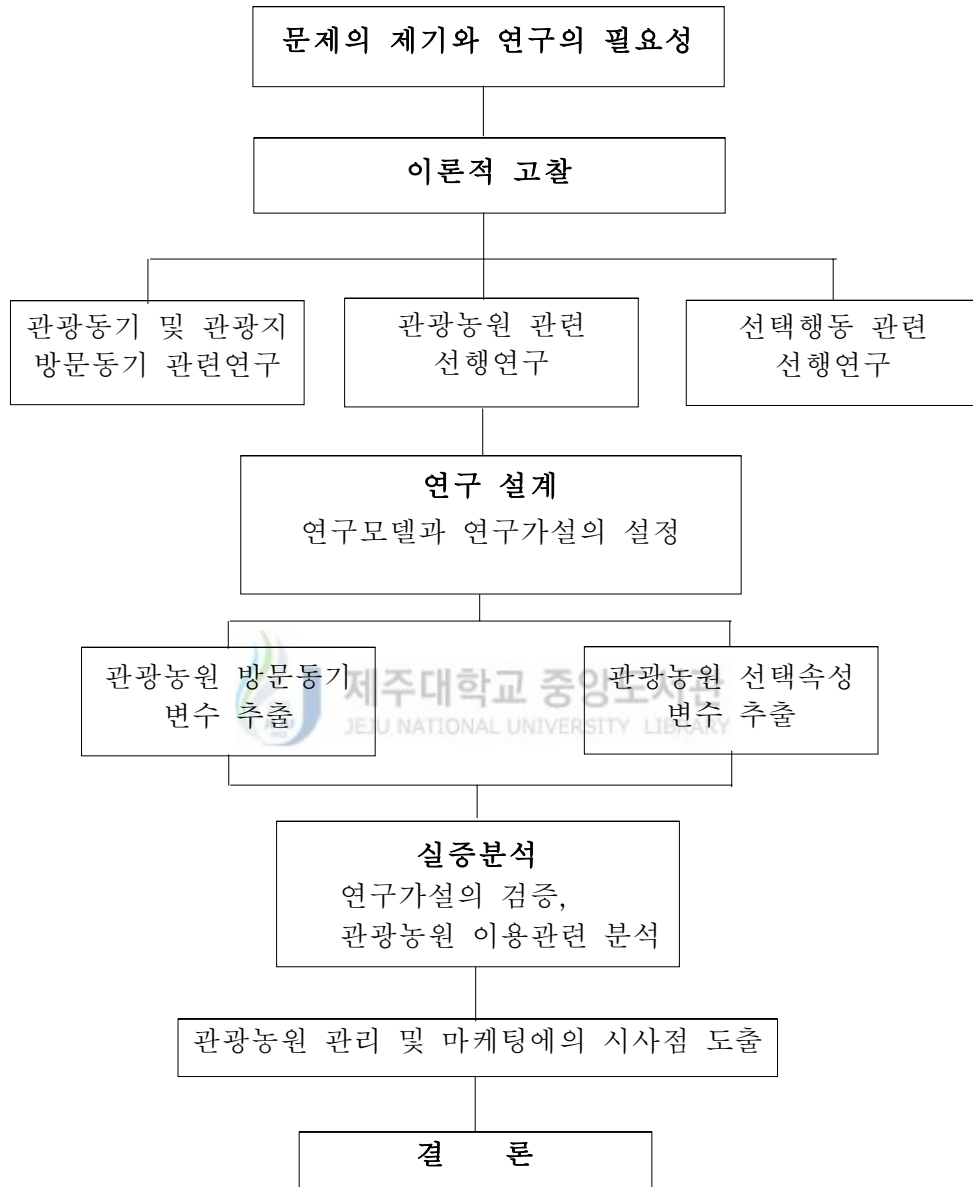 문제의 제기와 연구의 필요성
이론적 고찰
관광동기 및 관광지
방문동기 관련연구
관광농원 관련
선행연구
선택행동 관련
선행연구
연구 설계
연구모델과 연구가설의 설정
관광농원 방문동기
변수 추출
제주대학교 중앙도서관
JEJU NATIONAL UNIVERSITY LIBRARY
관광농원 선택속성
변수 추출
실증분석
연구가설의 검증,
관광농원 이용관련 분석
관광농원 관리 및 마케팅에의 시사점 도출
결 론